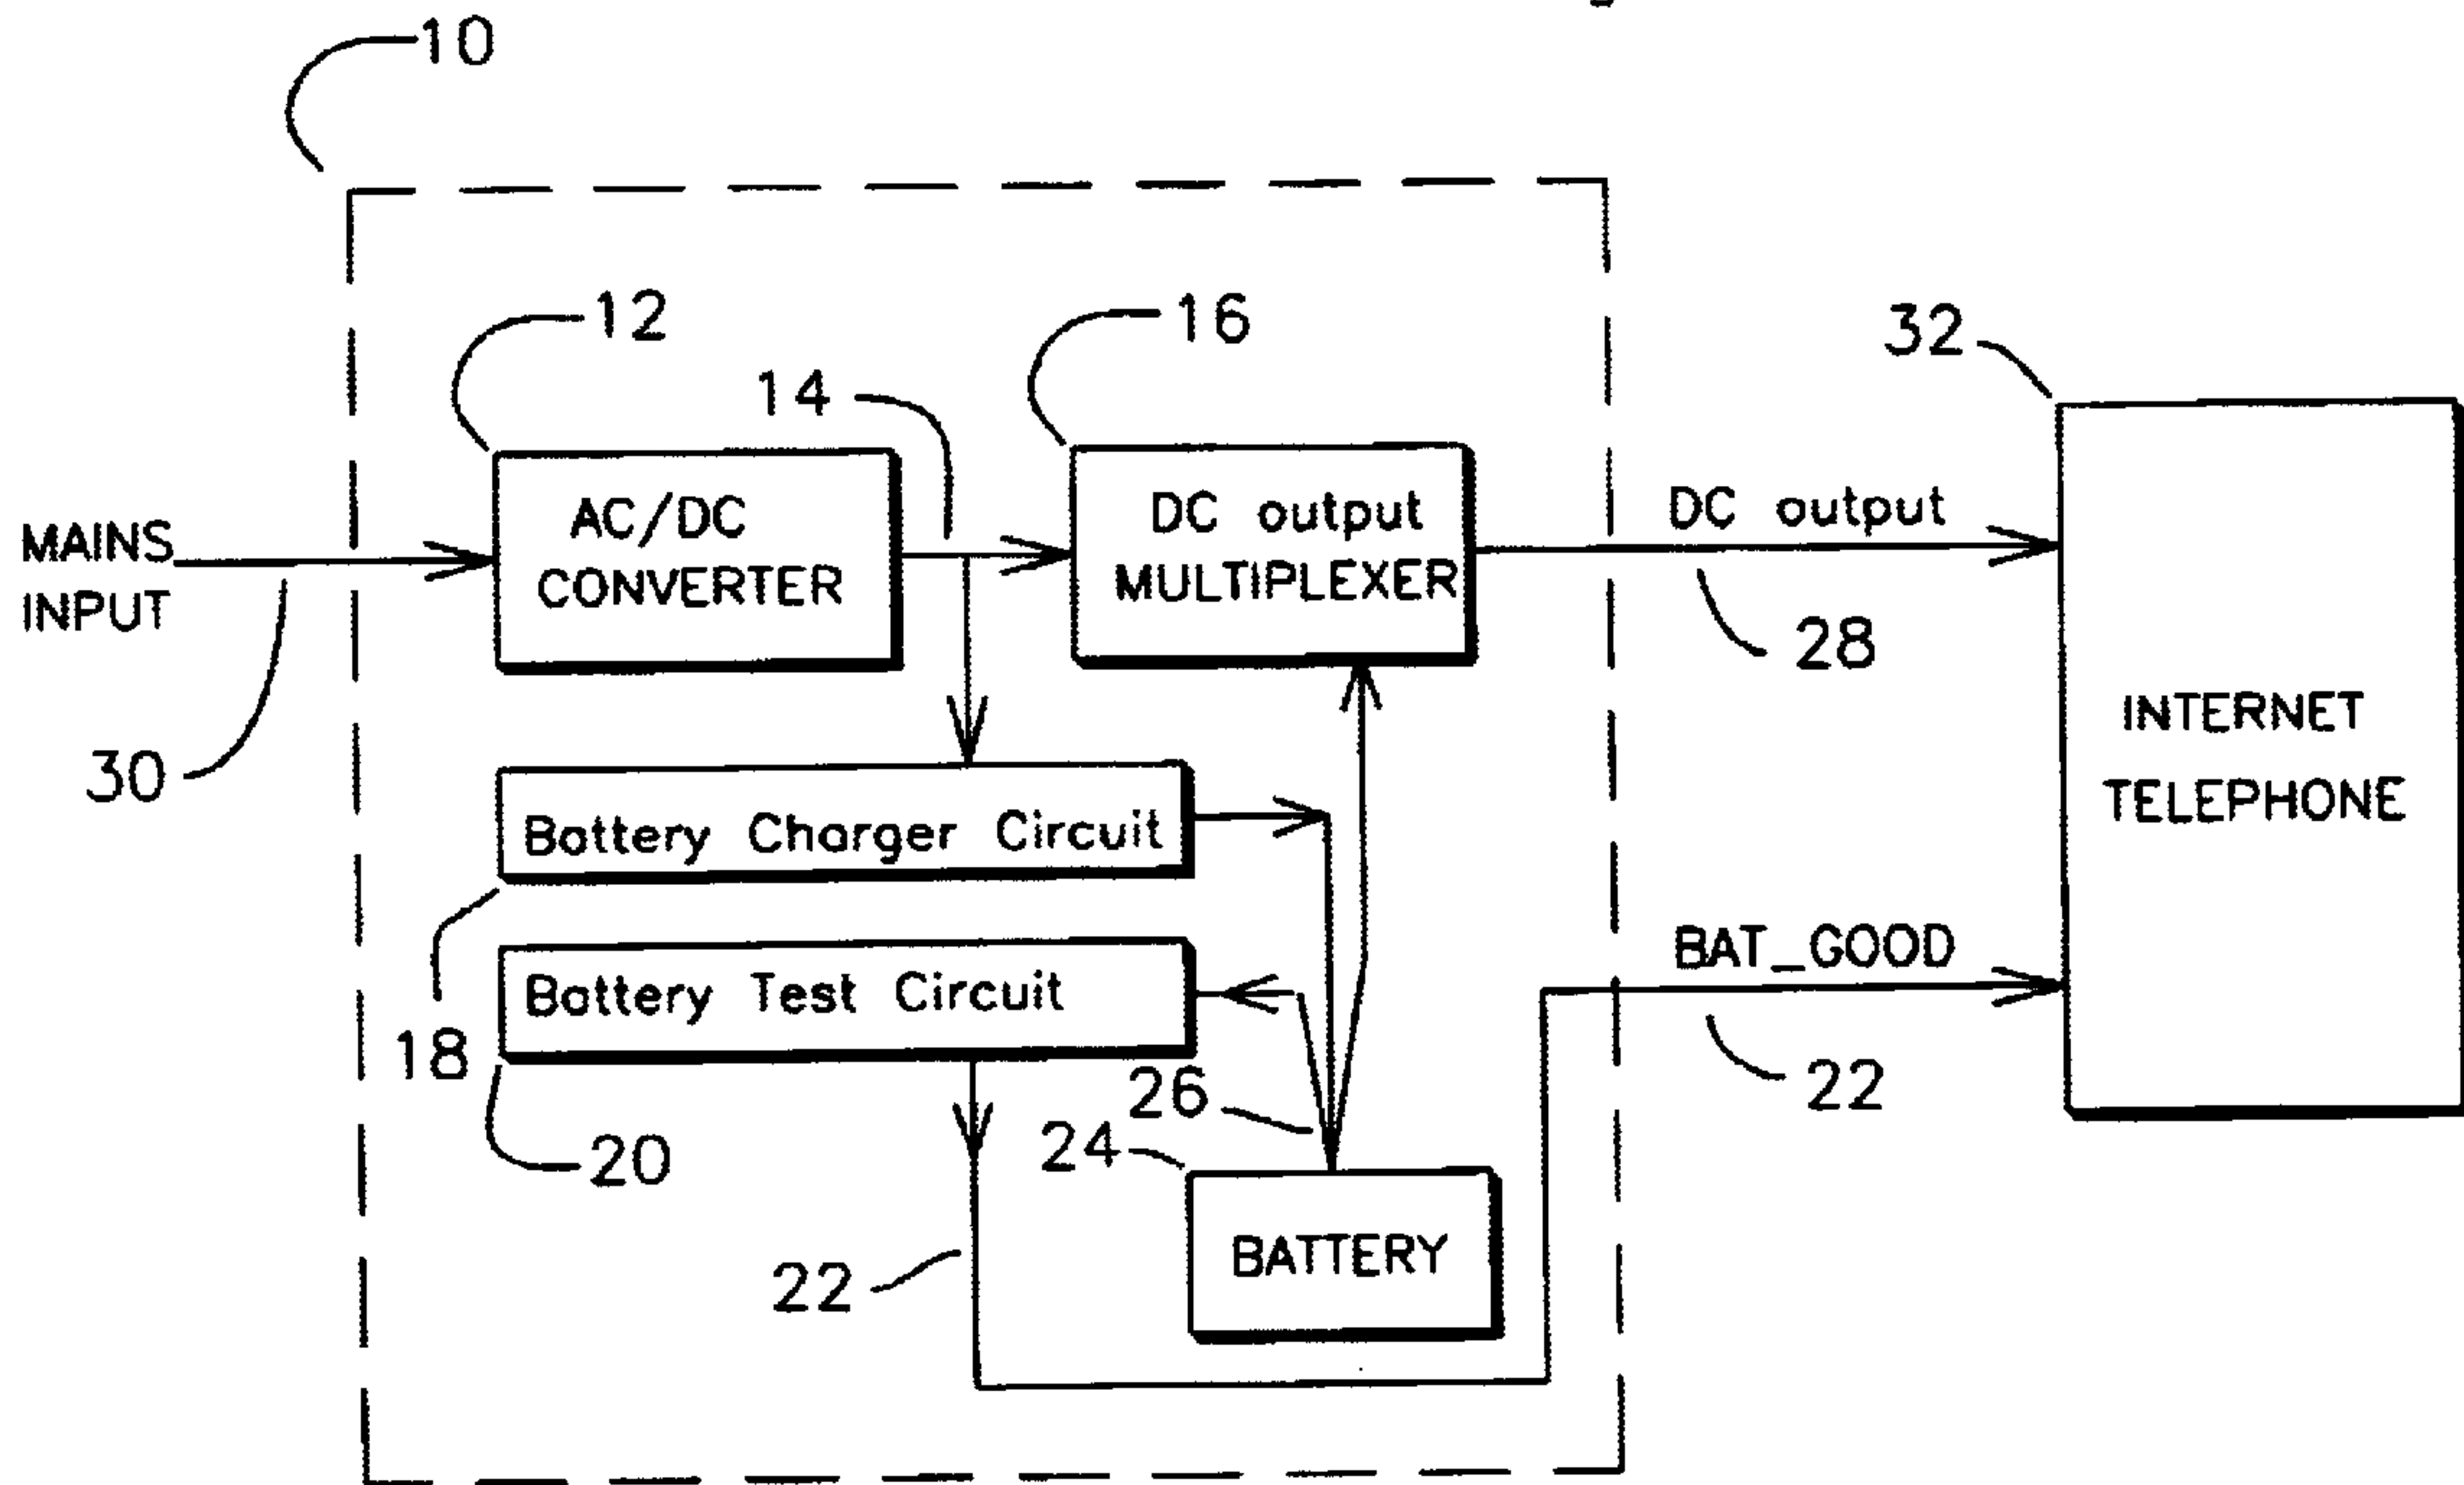 10
12
16
14
32
AC/DC
CONVERTER
DC output
MULTIPLEXER
DC output
28
MAINS
INPUT
30
INTERNET
TELEPHONE
Battery Charger Circuit
18
Battery Test Circuit
20
BAT_GOOD
22
26
24
BATTERY
22